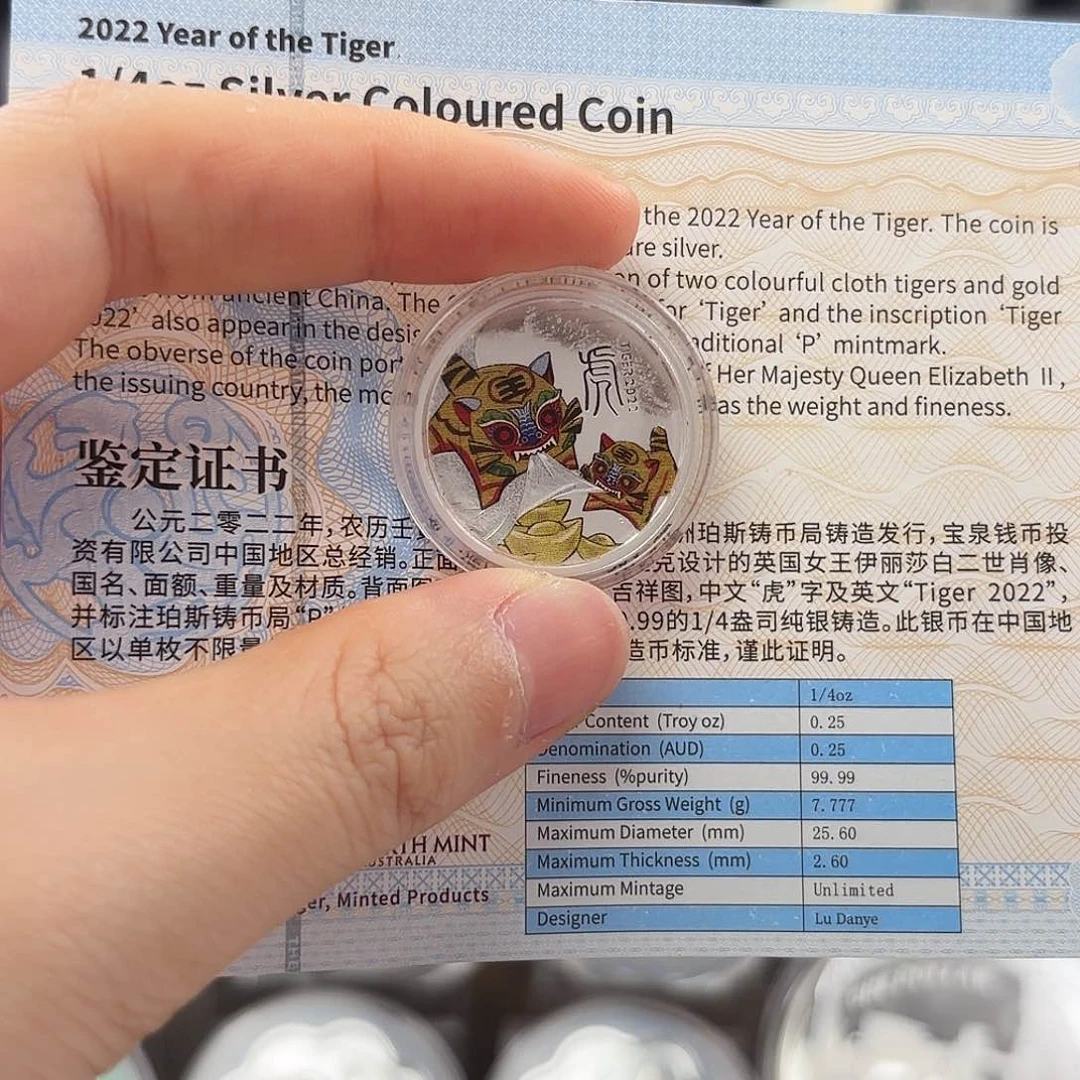 2022 Year of the Tiger
1/4oz Silver Coloured Coin
the 2022 Year of the Tiger. The coin is
silver.
ancient China. The
of two colourful cloth tigers and gold
2022’ also appear in the
for ‘Tiger’ and the inscription ‘Tiger
‘P’ mintmark.
The obverse of the coin
Her Majesty Queen Elizabeth II,
the issuing country, the
as the weight and fineness.
虎
TIGER 2022
鉴定证书
公元二零二二年，农历壬
州珀斯铸币局铸造发行，宝泉钱币投
资有限公司中国地区总经销。正面
克设计的英国女王伊丽莎白二世肖像、
国名、面额、重量及材质。背面
吉祥图，中文“虎”字及英文“Tiger 2022”，
并标注珀斯铸币局“P”
.99的1/4盎司纯银铸造。此银币在中国地
区以单枚不限量
造币标准，谨此证明。
1/4oz
Content (Troy oz) 0.25
Denomination (AUD) 0.25
Fineness (%purity) 99.99
Minimum Gross Weight (g) 7.777
Maximum Diameter (mm) 25.60
Maximum Thickness (mm) 2.60
Maximum Mintage Unlimited
Designer Lu Danye
MINT
AUSTRALIA
Minted Products